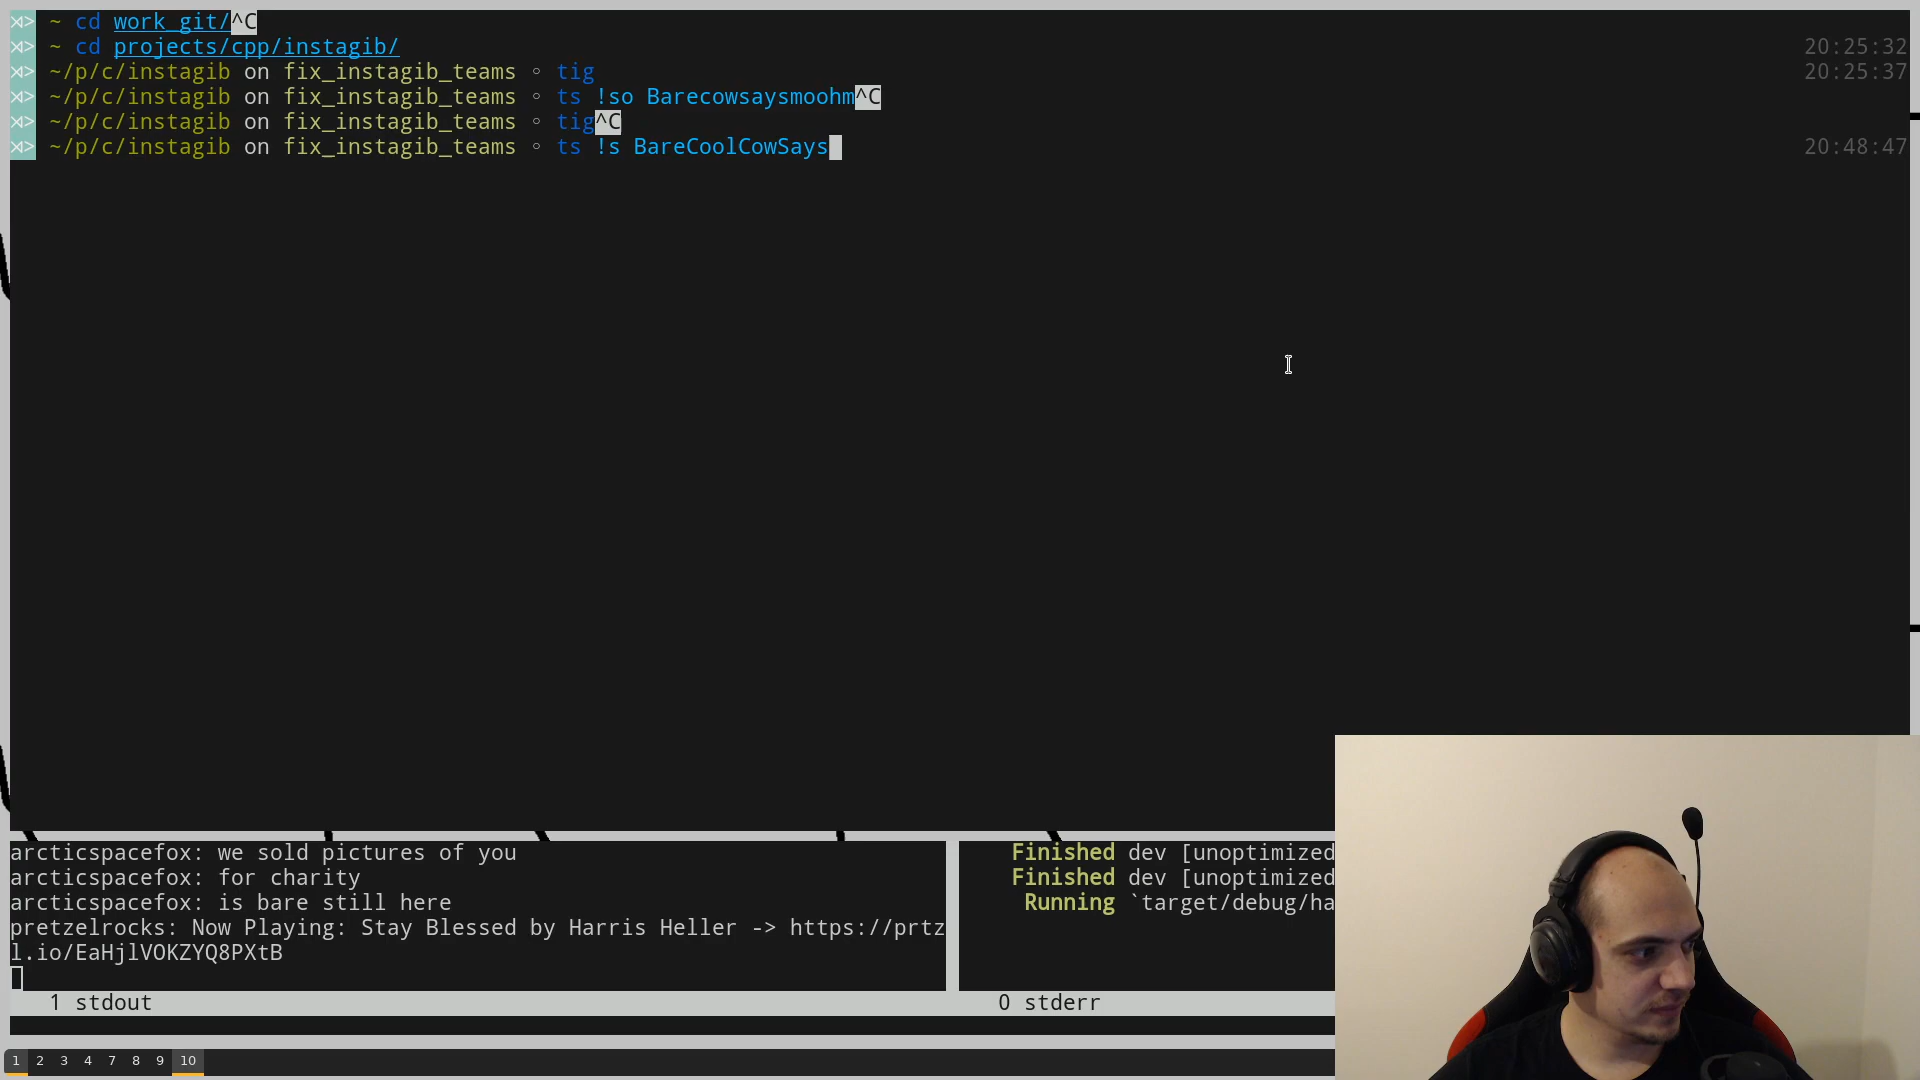 ⋊> ~ cd work_git/^C
⋊> ~ cd projects/cpp/instagib/ 20:25:32
⋊> ~/p/c/instagib on fix_instagib_teams ◦ tig 20:25:37
⋊> ~/p/c/instagib on fix_instagib_teams ◦ ts !so Barecowsaysmoohm^C
⋊> ~/p/c/instagib on fix_instagib_teams ◦ tig^C
⋊> ~/p/c/instagib on fix_instagib_teams ◦ ts !s BareCoolCowSays 20:48:47
arcticspacefox: we sold pictures of you
arcticspacefox: for charity
arcticspacefox: is bare still here
pretzelrocks: Now Playing: Stay Blessed by Harris Heller -> https://prtz
l.io/EaHjlVOKZYQ8PXtB
1 stdout
Finished dev [unoptimized
Finished dev [unoptimized
Running `target/debug/ha
0 stderr
1 2 3 4 7 8 9 10